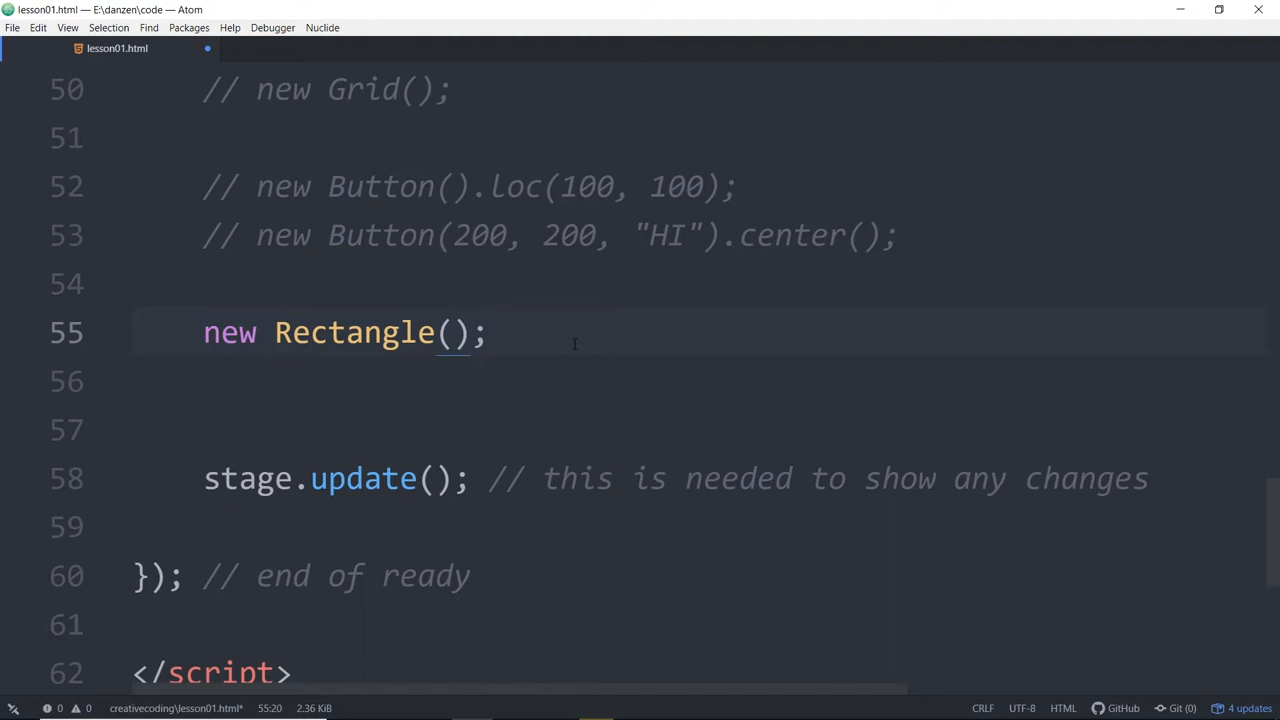 lesson01.html — E:\danzen\code — Atom
File Edit View Selection Find Packages Help Debugger Nuclide
lesson01.html
50 // new Grid();
51
52 // new Button().loc(100, 100);
53 // new Button(200, 200, "HI").center();
54
55 new Rectangle();
56
57
58 stage.update(); // this is needed to show any changes
59
60 }); // end of ready
61
62 </script>
0 0 creativecoding\lesson01.html* 55:20 2.36 KiB CRLF UTF-8 HTML GitHub Git (0) 4 updates